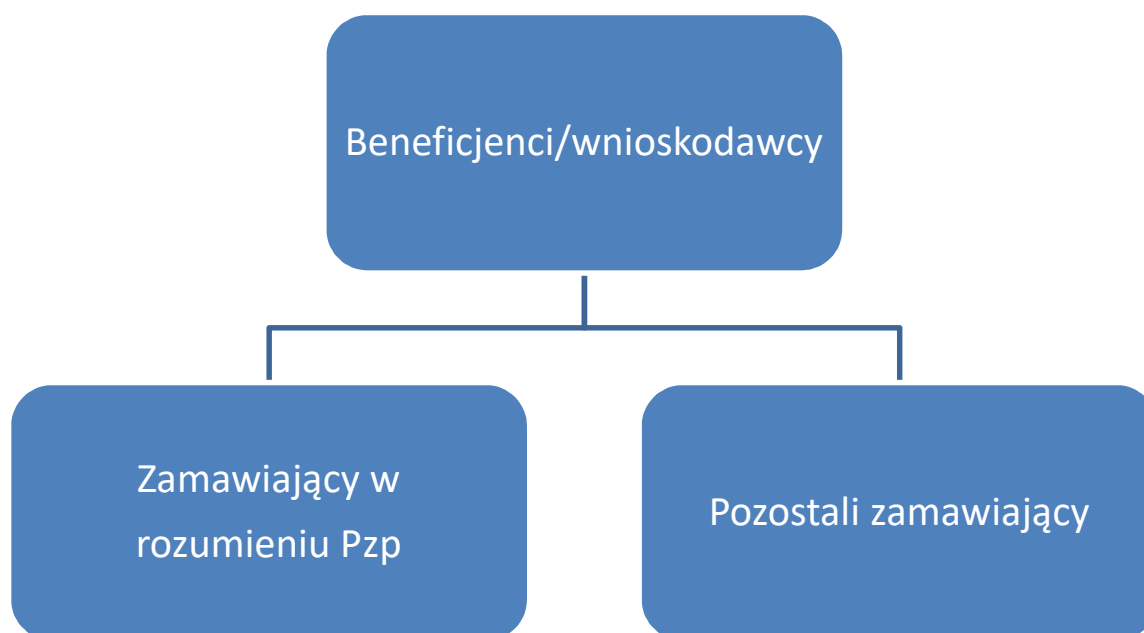 Beneficjenci/wnioskodawcy
Zamawiający w
rozumieniu Pzp
Pozostali zamawiający